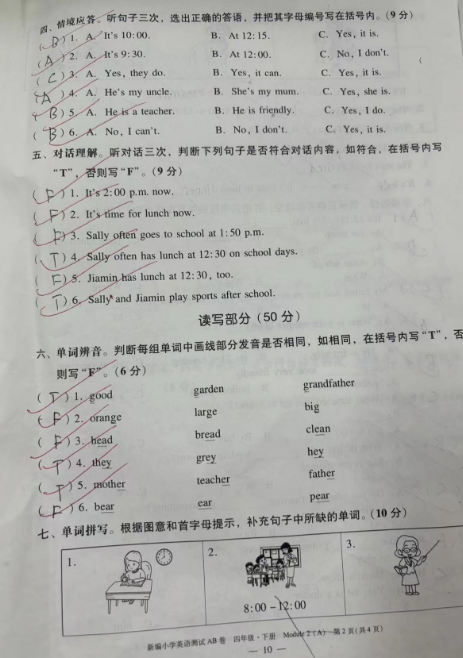 四. 情境应答。听句子三次，选出正确的答语，并把其字母编号写在括号内。(9 分)
( B ) 1. A. It's 10:00. B. At 12:15. C. Yes, it is.
( A ) 2. A. It's 9:30. B. At 12:00. C. No, I don't.
( C ) 3. A. Yes, they do. B. Yes, it can. C. Yes, it is.
( A ) 4. A. He's my uncle. B. She's my mum. C. Yes, she is.
( B ) 5. A. He is a teacher. B. He is friendly. C. Yes, I do.
( B ) 6. A. No, I can't. B. No, I don't. C. Yes, it is.
五、对话理解。听对话三次，判断下列句子是否符合对话内容，如符合，在括号内写
"T"，否则写"F"。(9 分)
( F ) 1. It's 2:00 p.m. now.
( F ) 2. It's time for lunch now.
( F ) 3. Sally often goes to school at 1:50 p.m.
( T ) 4. Sally often has lunch at 12:30 on school days.
( F ) 5. Jiamin has lunch at 12:30, too.
( T ) 6. Sally and Jiamin play sports after school.
读写部分 (50 分)
六、单词辨音。判断每组单词中画线部分发音是否相同，如相同，在括号内写"T"，否
则写"F"。(6 分)
( T ) 1. good garden grandfather
( F ) 2. orange large big
( F ) 3. head bread clean
( T ) 4. they grey hey
( T ) 5. mother teacher father
( F ) 6. bear ear pear
七、单词拼写。根据图意和首字母提示，补充句子中所缺的单词。(10 分)
1. 2. 3.
8:00－12:00
新编小学英语测试 AB 卷 四年级·下册 Module 2 (A) 第 2 页 (共 4 页)
— 10 —